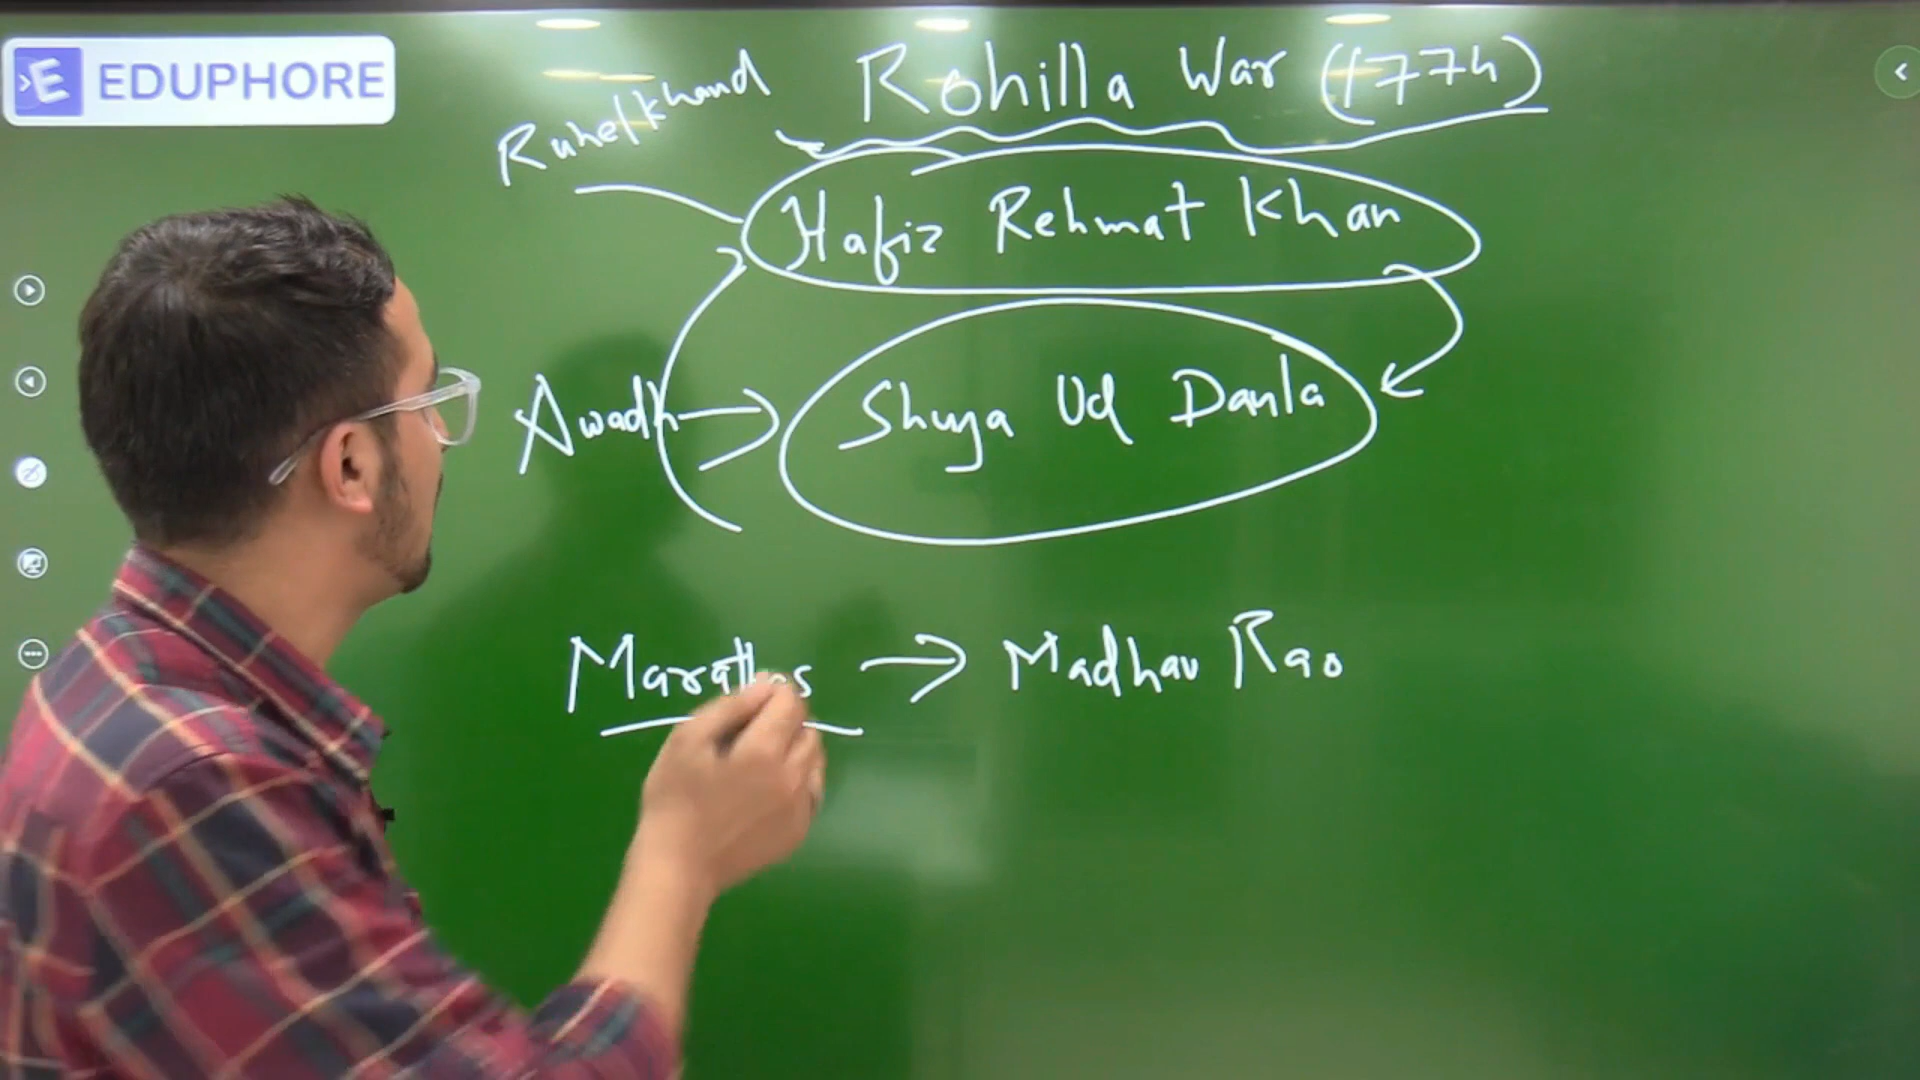 EDUPHORE
Rohilla War (1774)
Ruhelkhand
Hafiz Rehmat Khan
Awadh → Shuja Ud Daula
Marathas → Madhav Rao